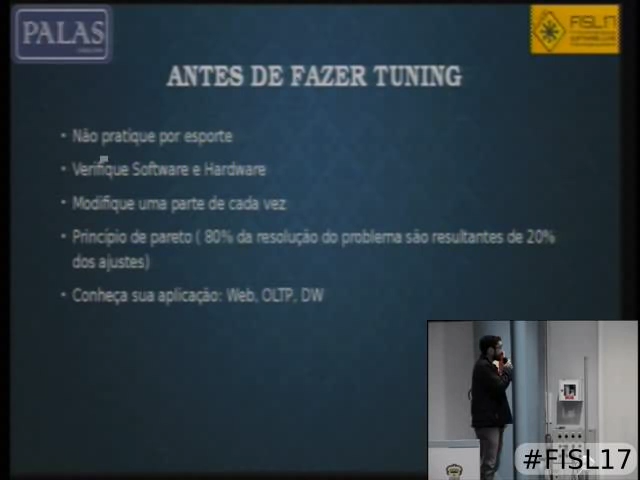 PALAS
FISL17
ANTES DE FAZER TUNING
• Não pratique por esporte
• Verifique Software e Hardware
• Modifique uma parte de cada vez
• Princípio de pareto ( 80% da resolução do problema são resultantes de 20%
dos ajustes)
• Conheça sua aplicação: Web, OLTP, DW
#FISL17